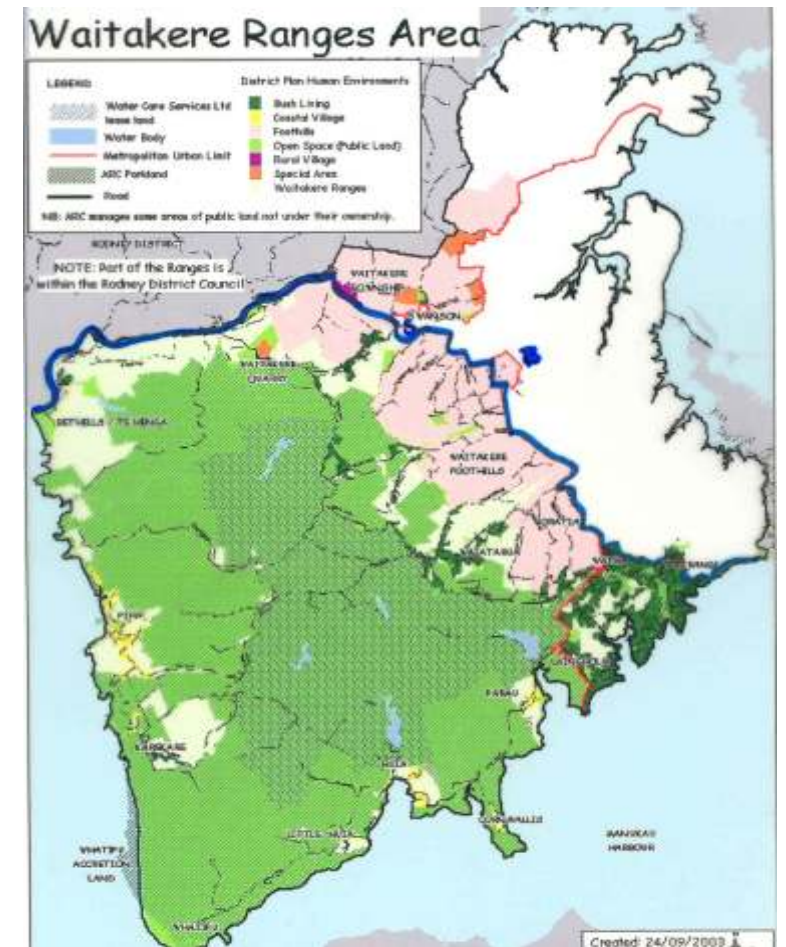 Waitakere Ranges Area
LEGEND
Water Care Services Ltd
lease land
Water Body
Metropolitan Urban Limit
ARC Parkland
Road
District Plan Human Environments
Bush Living
Coastal Village
Foothills
Open Space (Public Land)
Rural Village
Special Area
Waitakere Ranges
NB: ARC manages some areas of public land not under their ownership.
RODNEY DISTRICT
NOTE: Part of the Ranges is
within the Rodney District Council
WAITAKERE
TOWNSHIP
SWANSON
WAITAKERE
QUARRY
BETHELLS / TE HENGA
WAITAKERE
FOOTHILLS
ORATIA
WAIATARUA
PIHA
PARAU
KAREKARE
HUIA
CORNWALLIS
LITTLE HUIA
MANUKAU
HARBOUR
WHATIPU
ACCRETION
LAND
WHATIPU
Created: 24/09/2003